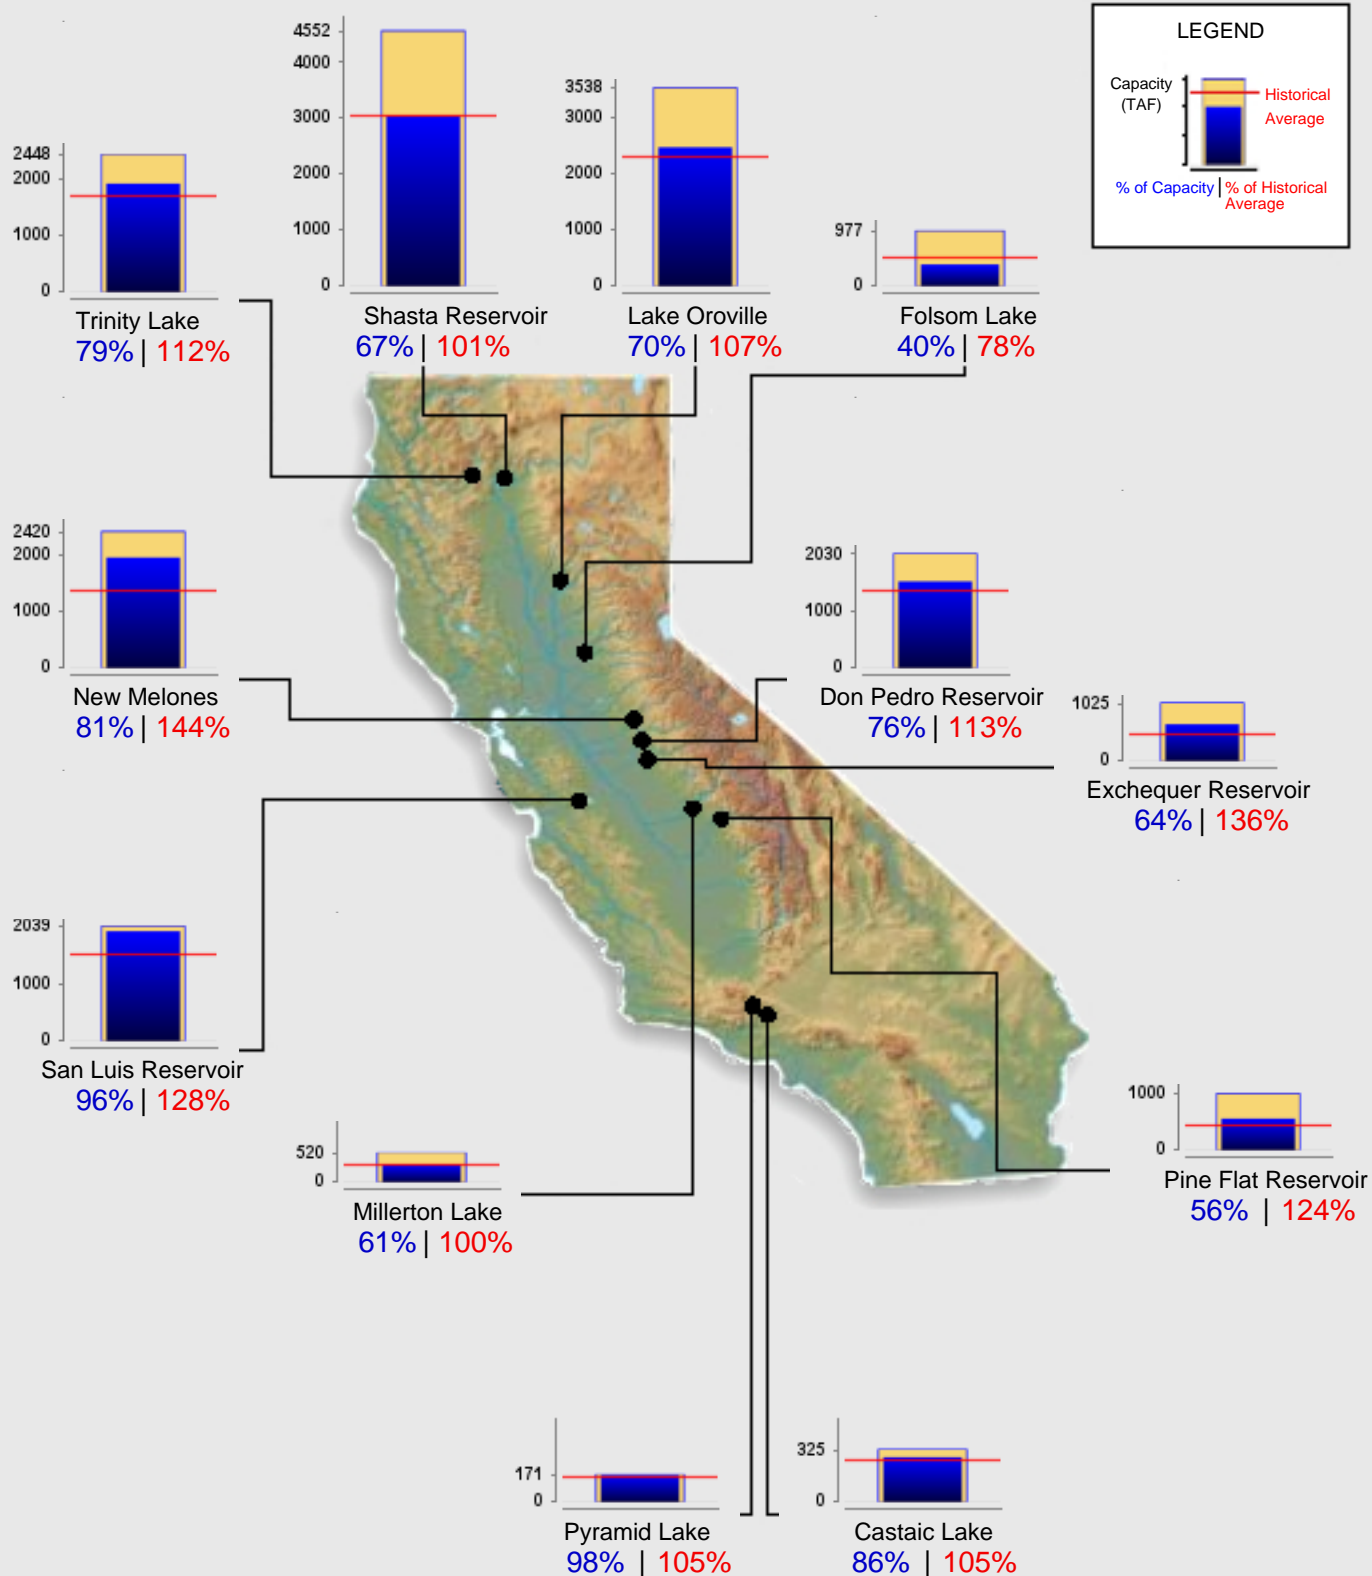 LEGEND
Capacity
(TAF)
Historical
Average
% of Capacity | % of Historical
Average
4552
4000
3000
2000
1000
0
Shasta Reservoir
67% | 101%
3538
3000
2000
1000
0
Lake Oroville
70% | 107%
2448
2000
1000
0
Trinity Lake
79% | 112%
977
0
Folsom Lake
40% | 78%
2420
2000
1000
0
New Melones
81% | 144%
2030
1000
0
Don Pedro Reservoir
76% | 113%
1025
0
Exchequer Reservoir
64% | 136%
2039
1000
0
San Luis Reservoir
96% | 128%
520
0
Millerton Lake
61% | 100%
1000
0
Pine Flat Reservoir
56% | 124%
171
0
Pyramid Lake
98% | 105%
325
0
Castaic Lake
86% | 105%